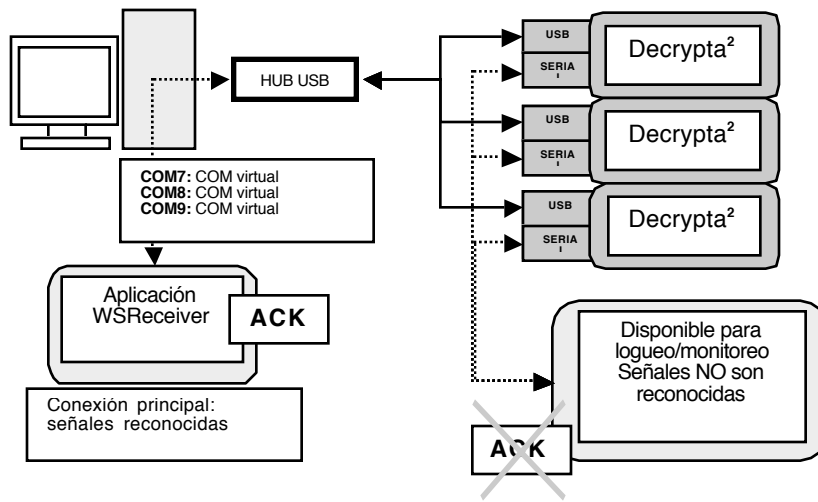 HUB USB
USB
SERIA
l
Decrypta²
USB
SERIA
l
Decrypta²
USB
SERIA
l
Decrypta²
COM7: COM virtual
COM8: COM virtual
COM9: COM virtual
Aplicación
WSReceiver
ACK
Conexión principal:
señales reconocidas
Disponible para
logueo/monitoreo
Señales NO son
reconocidas
ACK